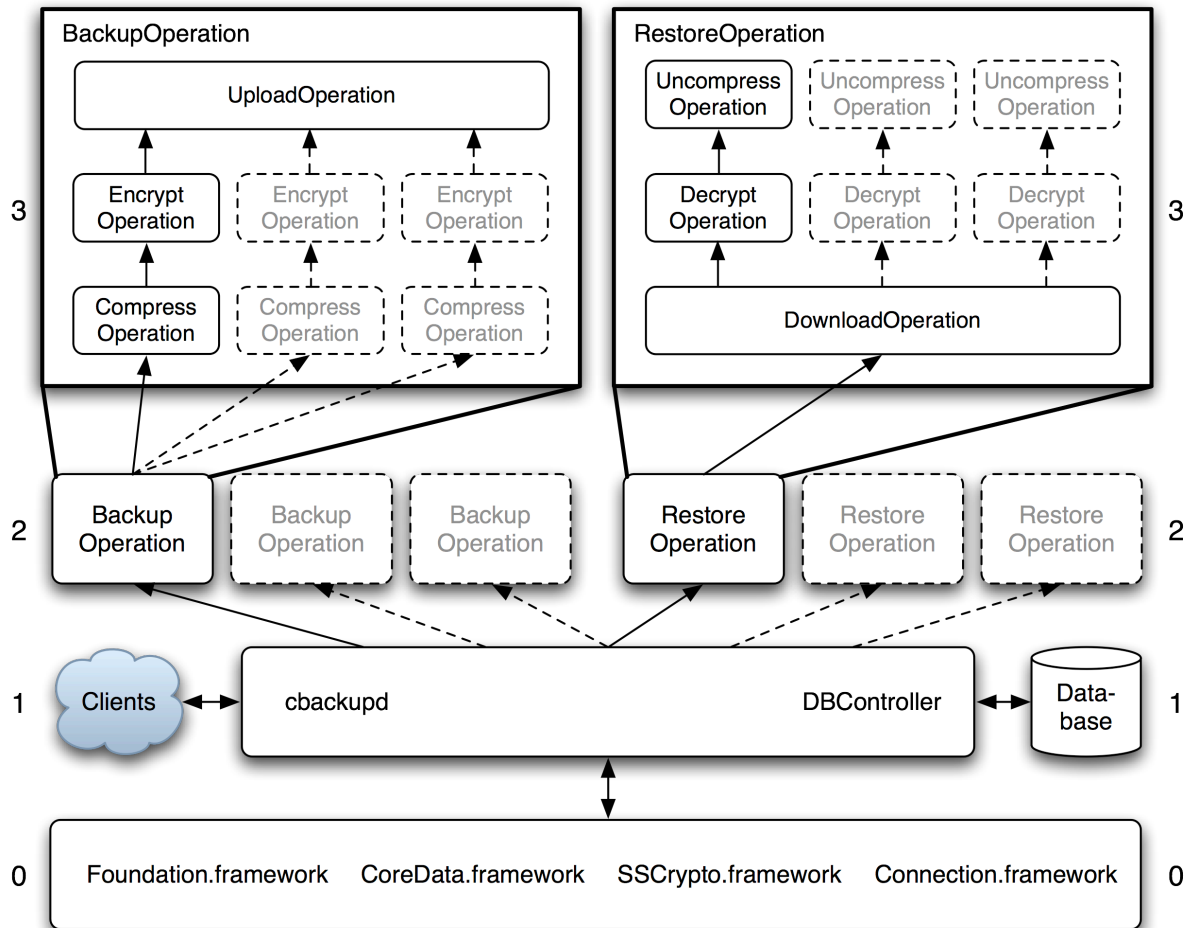 BackupOperation
UploadOperation
Encrypt
Operation
Encrypt
Operation
Encrypt
Operation
Compress
Operation
Compress
Operation
Compress
Operation
RestoreOperation
Uncompress
Operation
Uncompress
Operation
Uncompress
Operation
Decrypt
Operation
Decrypt
Operation
Decrypt
Operation
DownloadOperation
3
3
2
Backup
Operation
Backup
Operation
Backup
Operation
Restore
Operation
Restore
Operation
Restore
Operation
2
1
Clients
cbackupd
DBController
Data-
base
1
0
Foundation.framework
CoreData.framework
SSCrypto.framework
Connection.framework
0